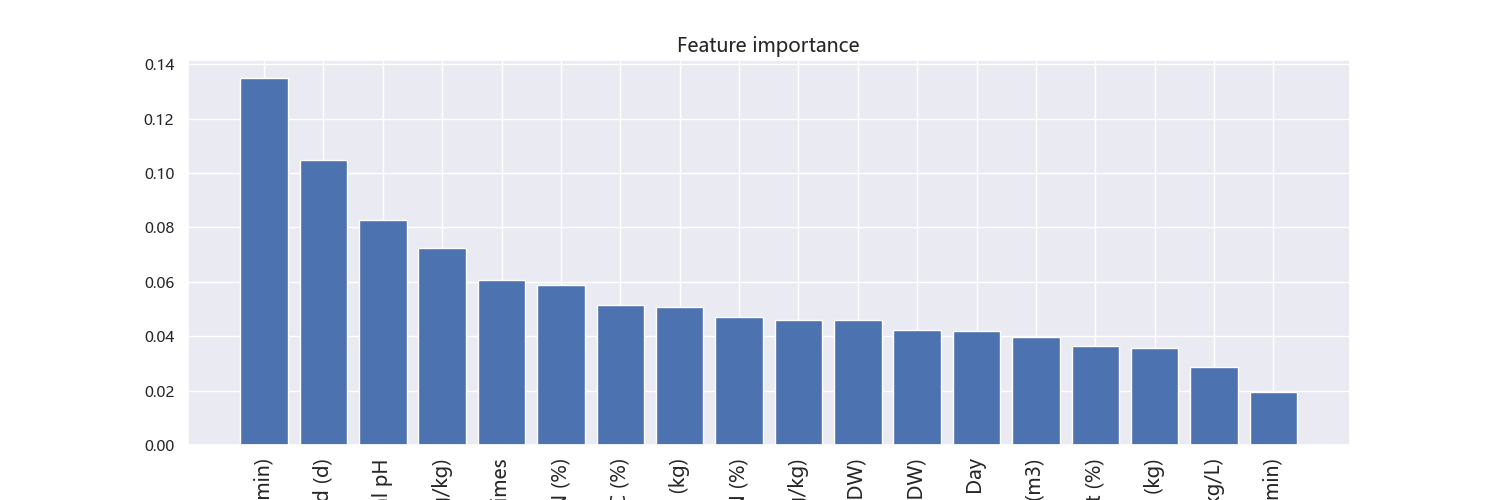 Feature importance
0.14
0.12
0.10
0.08
0.06
0.04
0.02
0.00
min)
d (d)
al pH
g/kg)
imes
N (%)
C (%)
(kg)
N (%)
g/kg)
DW)
DW)
Day
(m3)
t (%)
(kg)
kg/L)
min)